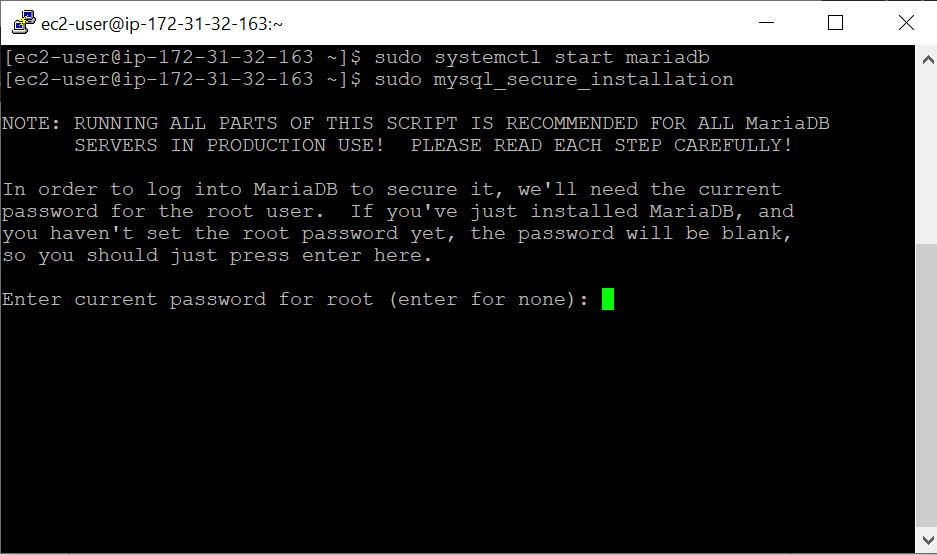 ec2-user@ip-172-31-32-163:~
[ec2-user@ip-172-31-32-163 ~]$ sudo systemctl start mariadb
[ec2-user@ip-172-31-32-163 ~]$ sudo mysql_secure_installation
NOTE: RUNNING ALL PARTS OF THIS SCRIPT IS RECOMMENDED FOR ALL MariaDB
SERVERS IN PRODUCTION USE!  PLEASE READ EACH STEP CAREFULLY!
In order to log into MariaDB to secure it, we'll need the current
password for the root user.  If you've just installed MariaDB, and
you haven't set the root password yet, the password will be blank,
so you should just press enter here.
Enter current password for root (enter for none):